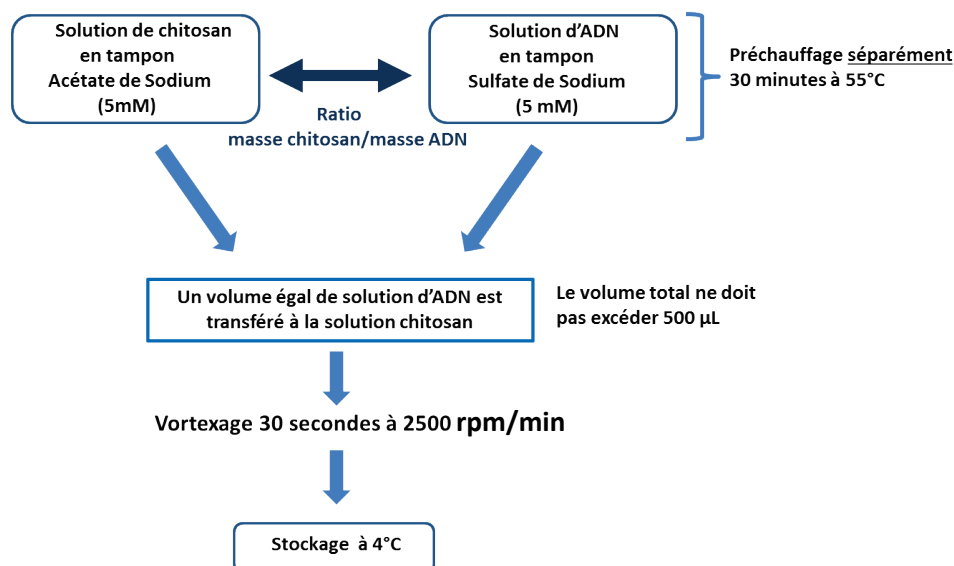 Solution de chitosan
en tampon
Acétate de Sodium
(5mM)
Solution d'ADN
en tampon
Sulfate de Sodium
(5 mM)
Préchauffage séparément
30 minutes à 55°C
Ratio
masse chitosan/masse ADN
Un volume égal de solution d'ADN est
transféré à la solution chitosan
Le volume total ne doit
pas excéder 500 µL
Vortexage 30 secondes à 2500 rpm/min
Stockage à 4°C